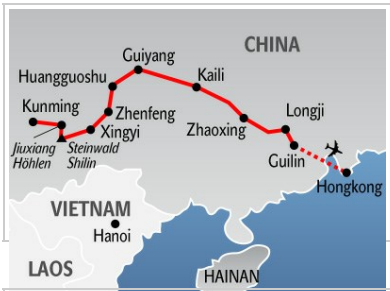 Guiyang
CHINA
Huangguoshu
Kaili
Kunming
Zhenfeng
Longji
Xingyi
Zhaoxing
Jiuxiang
Höhlen
Steinwald
Shilin
Guilin
Hongkong
VIETNAM
Hanoi
LAOS
HAINAN